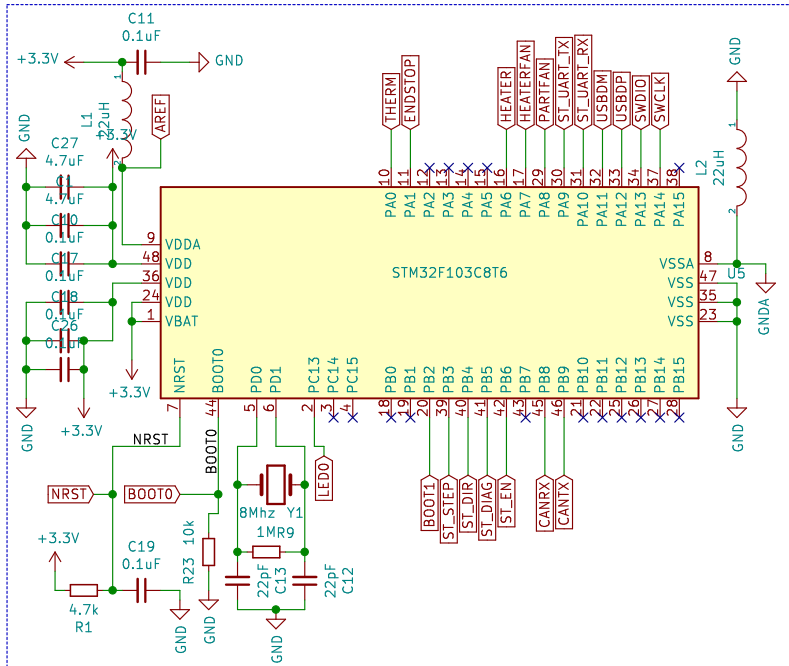 C11
0.1uF
+3.3V
GND
L1
22uH
+3.3V
AREF
1
2
GND
C27
4.7uF
C1
4.7uF
C10
0.1uF
C17
0.1uF
C18
0.1uF
C26
0.1uF
GND
+3.3V
+3.3V
THERM
ENDSTOP
HEATER
HEATERFAN
PARTFAN
ST_UART_TX
ST_UART_RX
USBDM
USBDP
SWDIO
SWCLK
10
11
12
13
14
15
16
17
29
30
31
32
33
34
37
38
PA0
PA1
PA2
PA3
PA4
PA5
PA6
PA7
PA8
PA9
PA10
PA11
PA12
PA13
PA14
PA15
GND
1
L2
22uH
2
9
VDDA
48
VDD
36
VDD
24
VDD
1
VBAT
STM32F103C8T6
U5
VSSA
8
VSS
47
VSS
35
VSS
23
GNDA
GND
NRST
BOOT0
PD0
PD1
PC13
PC14
PC15
PB0
PB1
PB2
PB3
PB4
PB5
PB6
PB7
PB8
PB9
PB10
PB11
PB12
PB13
PB14
PB15
7
44
5
6
2
3
4
18
19
20
39
40
41
42
43
45
46
21
22
25
26
27
28
NRST
BOOT0
LED0
BOOT1
ST_STEP
ST_DIR
ST_DIAG
ST_EN
CANRX
CANTX
NRST
BOOT0
8Mhz
Y1
1M
R9
R23
10k
22pF
C13
22pF
C12
GND
GND
+3.3V
C19
0.1uF
4.7k
R1
GND